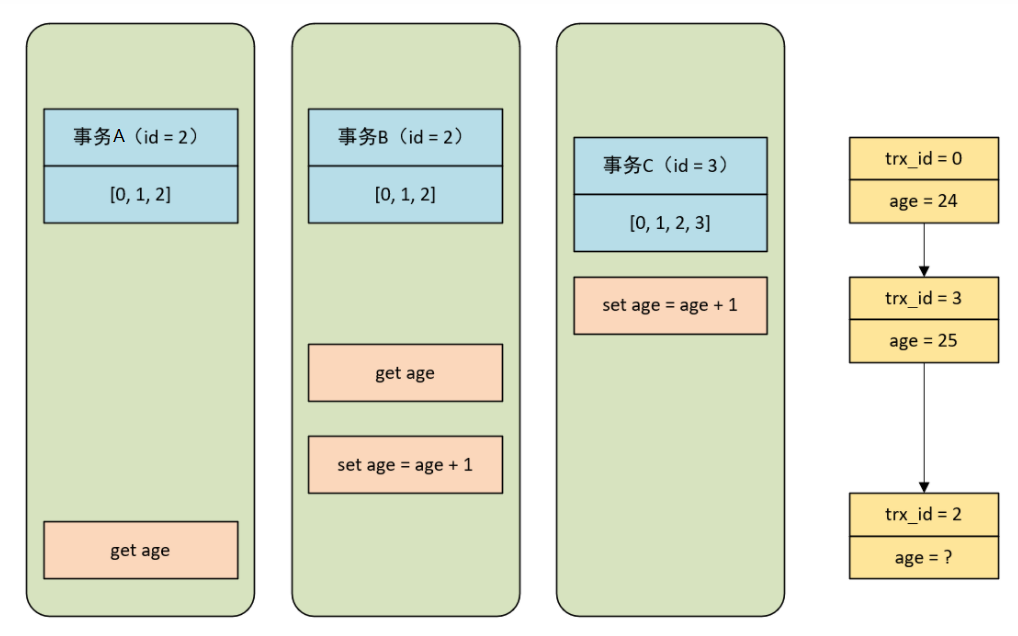 事务A（id = 2）
[0, 1, 2]
get age
事务B（id = 2）
[0, 1, 2]
get age
set age = age + 1
事务C（id = 3）
[0, 1, 2, 3]
set age = age + 1
trx_id = 0
age = 24
trx_id = 3
age = 25
trx_id = 2
age = ?